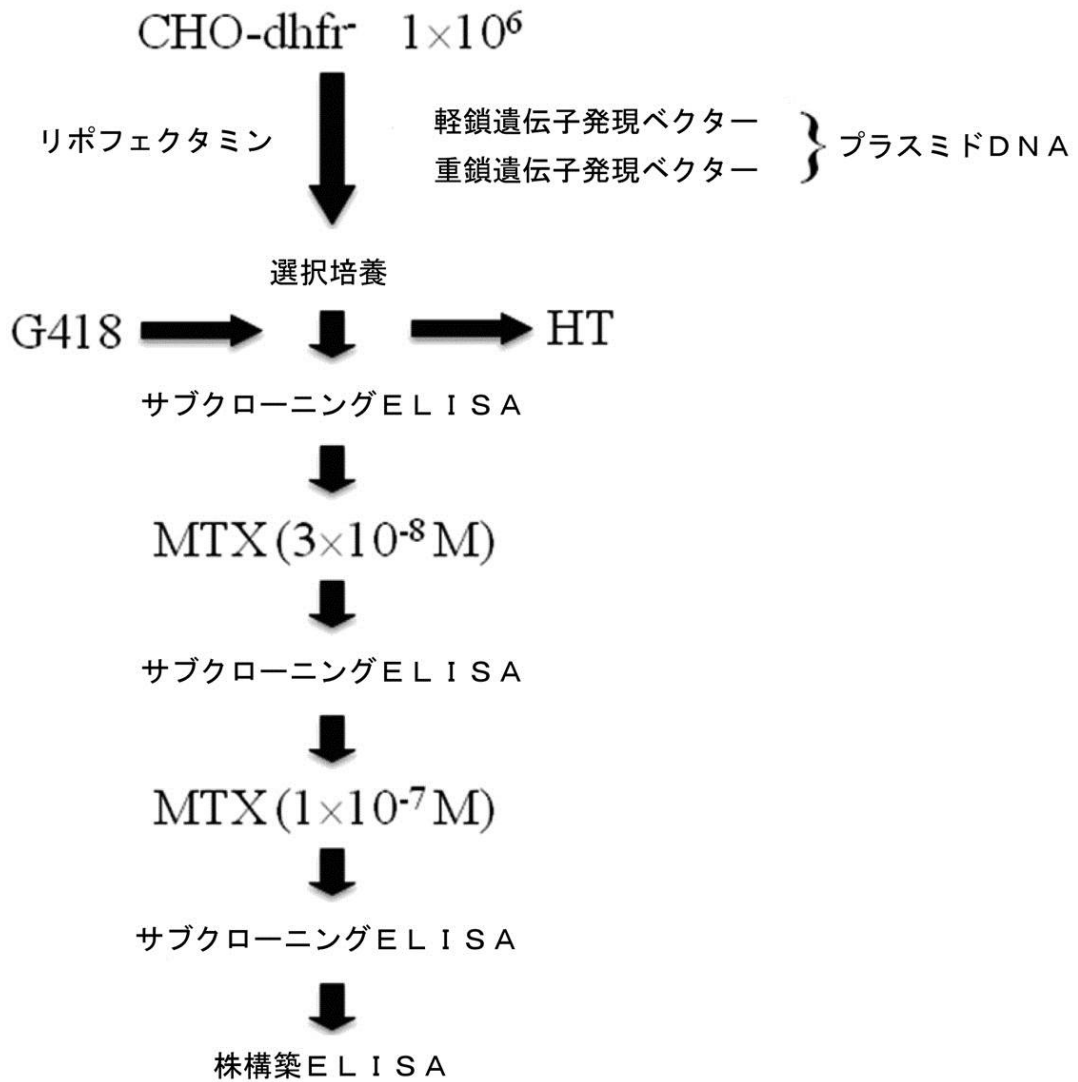 CHO-dhfr⁻ 1×10⁶
リポフェクタミン
軽鎖遺伝子発現ベクター
重鎖遺伝子発現ベクター
} プラスミドＤＮＡ
選択培養
G418
HT
サブクローニングＥＬＩＳＡ
MTX(3×10⁻⁸ M)
サブクローニングＥＬＩＳＡ
MTX(1×10⁻⁷ M)
サブクローニングＥＬＩＳＡ
株構築ＥＬＩＳＡ